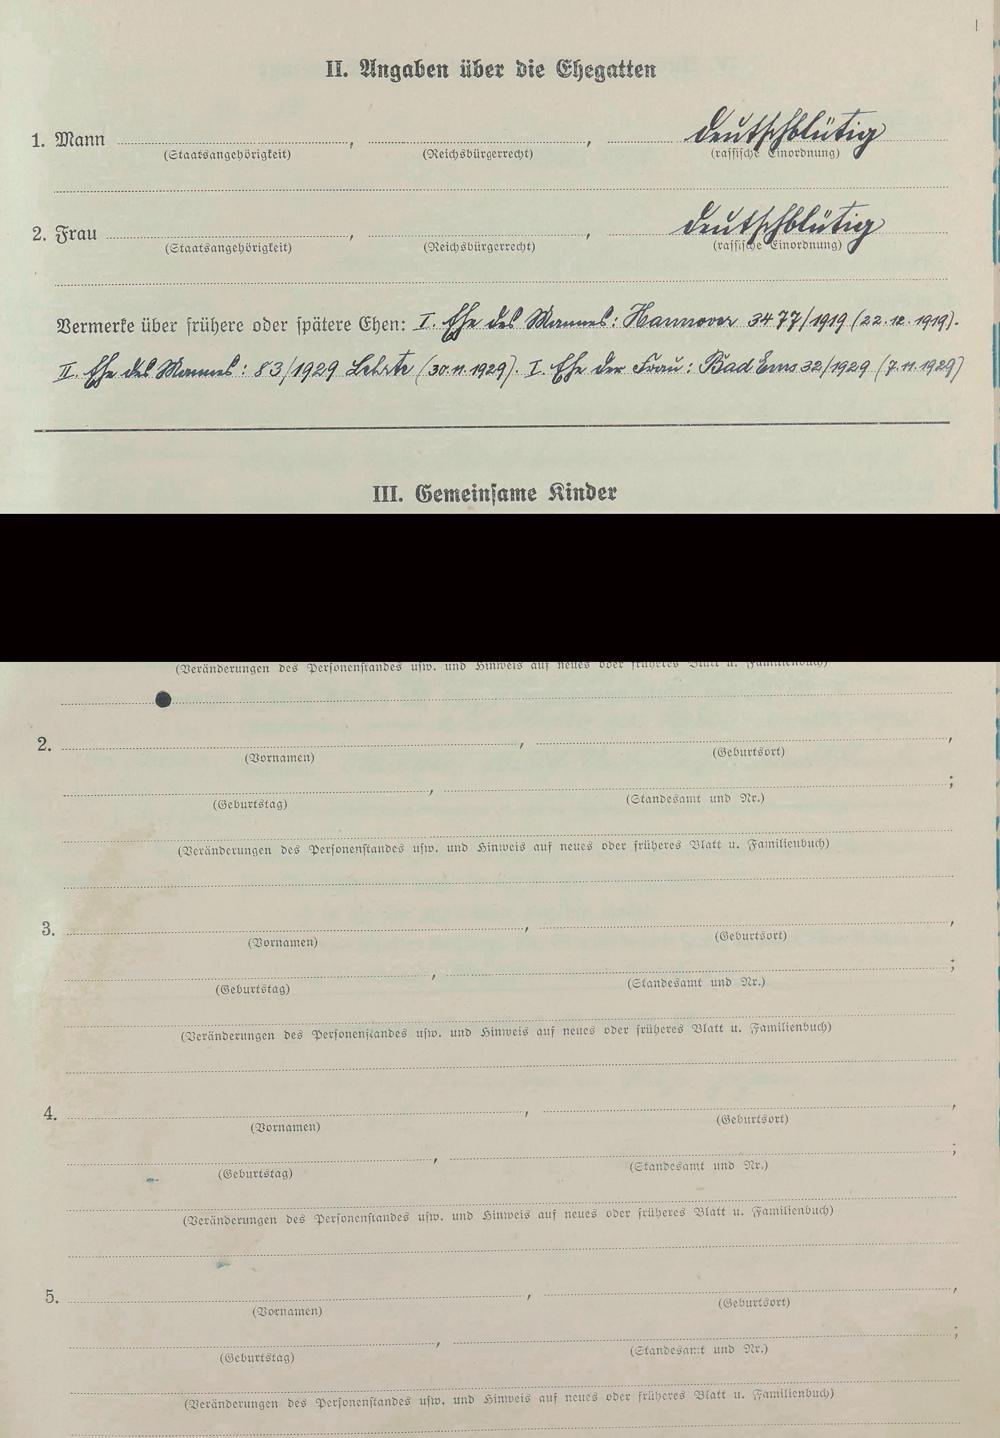 II. Angaben über die Ehegatten
1. Mann , , deutschblütig
(Staatsangehörigkeit) (Reichsbürgerrecht) (rassische Einordnung)
2. Frau , , deutschblütig
(Staatsangehörigkeit) (Reichsbürgerrecht) (rassische Einordnung)
Vermerke über frühere oder spätere Ehen: I. Ehe des Mannes: Hannover 3477/1919 (22.12.1919).
II. Ehe des Mannes: 83/1929 Lehrte (30.11.1929). I. Ehe der Frau: Bad Ems 32/1929 (7.11.1929)
III. Gemeinsame Kinder
(Veränderungen des Personenstandes usw. und Hinweis auf neues oder früheres Blatt u. Familienbuch)
2. , ,
(Vornamen) (Geburtsort)
, ;
(Geburtstag) (Standesamt und Nr.)
(Veränderungen des Personenstandes usw. und Hinweis auf neues oder früheres Blatt u. Familienbuch)
3. , ,
(Vornamen) (Geburtsort)
, ;
(Geburtstag) (Standesamt und Nr.)
(Veränderungen des Personenstandes usw. und Hinweis auf neues oder früheres Blatt u. Familienbuch)
4. , ,
(Vornamen) (Geburtsort)
, ;
(Geburtstag) (Standesamt und Nr.)
(Veränderungen des Personenstandes usw. und Hinweis auf neues oder früheres Blatt u. Familienbuch)
5. , ,
(Vornamen) (Geburtsort)
, ;
(Geburtstag) (Standesamt und Nr.)
(Veränderungen des Personenstandes usw. und Hinweis auf neues oder früheres Blatt u. Familienbuch)